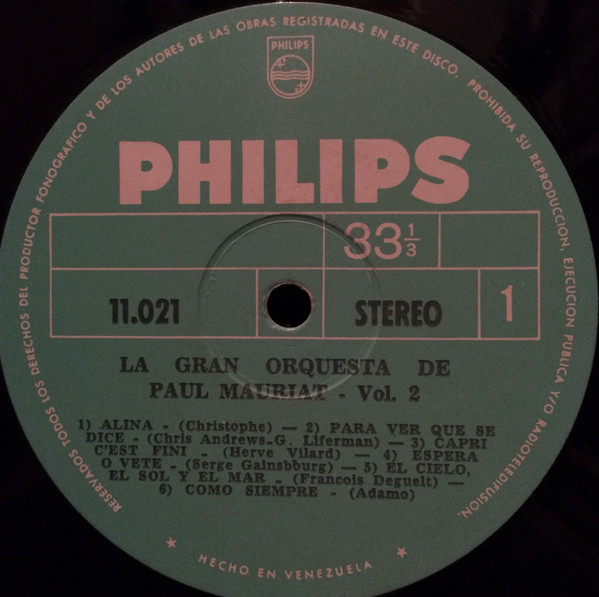 RESERVADOS TODOS LOS DERECHOS DEL PRODUCTOR FONOGRAFICO Y DE LOS AUTORES DE LAS OBRAS REGISTRADAS EN ESTE DISCO. PROHIBIDA SU REPRODUCCION, EJECUCION PUBLICA Y/O RADIOTELEDIFUSION.
PHILIPS
PHILIPS
33 1/3
11.021 STEREO 1
LA GRAN ORQUESTA DE
PAUL MAURIAT - Vol. 2
1) ALINA - (Christophe) — 2) PARA VER QUE SE
DICE - (Chris Andrews-G. Liferman) — 3) CAPRI
C'EST FINI - (Herve Vilard) — 4) ESPERA
O VETE - (Serge Gainsbburg) — 5) EL CIELO,
EL SOL Y EL MAR - (Francois Deguelt) —
6) COMO SIEMPRE - (Adamo)
★ HECHO EN VENEZUELA ★